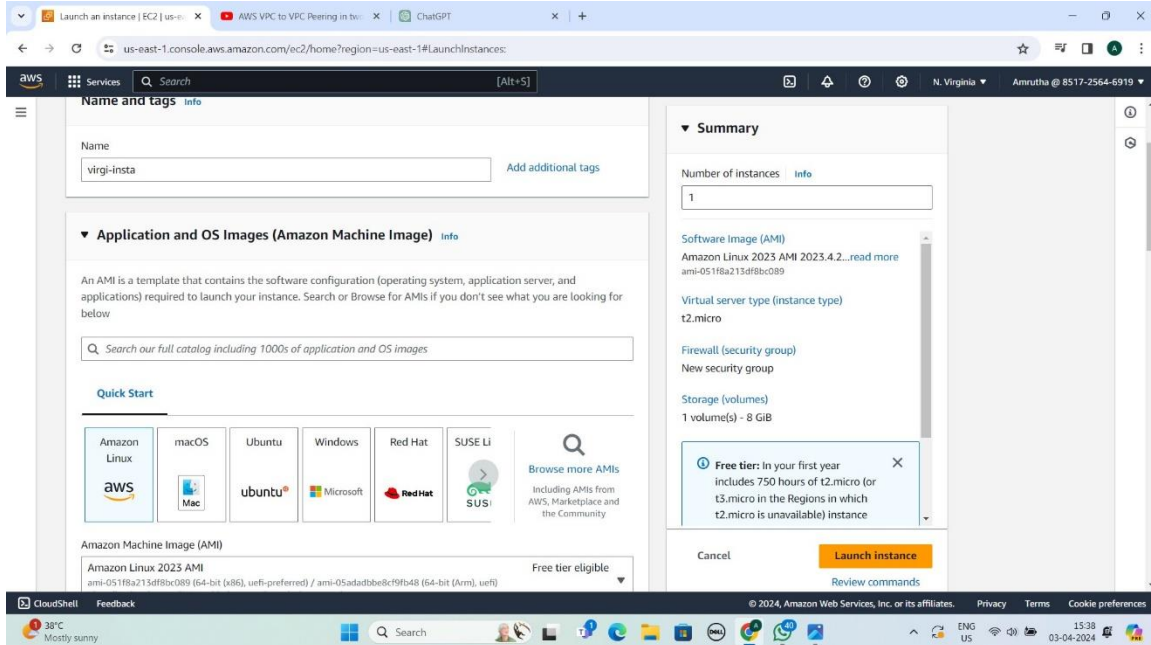 Launch an instance | EC2 | us-ea
AWS VPC to VPC Peering in two
ChatGPT
us-east-1.console.aws.amazon.com/ec2/home?region=us-east-1#LaunchInstances:
A
aws
Services
Search
[Alt+S]
N. Virginia
Amrutha @ 8517-2564-6919
Name and tags Info
Name
virgi-insta
Add additional tags
Application and OS Images (Amazon Machine Image) Info
An AMI is a template that contains the software configuration (operating system, application server, and
applications) required to launch your instance. Search or Browse for AMIs if you don't see what you are looking for
below
Search our full catalog including 1000s of application and OS images
Quick Start
Amazon
Linux
aws
macOS
Mac
Ubuntu
ubuntu®
Windows
Microsoft
Red Hat
Red Hat
SUSE Li
SUS
Browse more AMIs
Including AMIs from
AWS, Marketplace and
the Community
Amazon Machine Image (AMI)
Amazon Linux 2023 AMI
Free tier eligible
ami-051f8a213df8bc089 (64-bit (x86), uefi-preferred) / ami-05adadbbe8cf9fb48 (64-bit (Arm), uefi)
Summary
Number of instances Info
1
Software Image (AMI)
Amazon Linux 2023 AMI 2023.4.2...read more
ami-051f8a213df8bc089
Virtual server type (instance type)
t2.micro
Firewall (security group)
New security group
Storage (volumes)
1 volume(s) - 8 GiB
Free tier: In your first year
includes 750 hours of t2.micro (or
t3.micro in the Regions in which
t2.micro is unavailable) instance
Cancel
Launch instance
Review commands
CloudShell
Feedback
© 2024, Amazon Web Services, Inc. or its affiliates.
Privacy
Terms
Cookie preferences
38°C
Mostly sunny
Search
DELL
40
ENG
US
15:38
03-04-2024
PRE